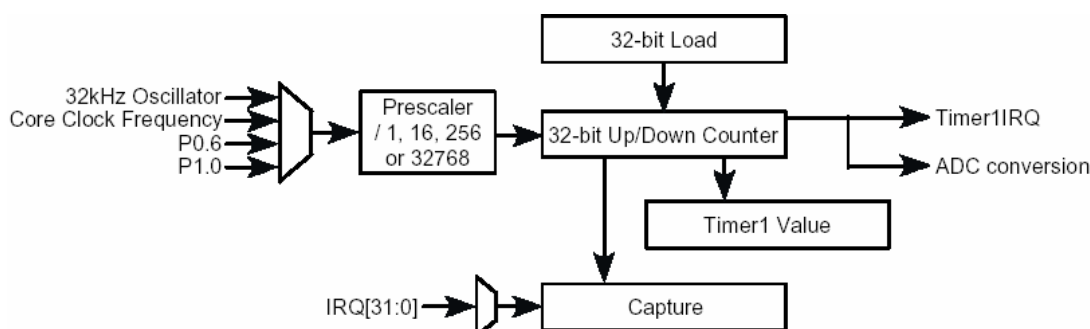 32-bit Load
32kHz Oscillator
Core Clock Frequency
P0.6
P1.0
Prescaler
/ 1, 16, 256
or 32768
32-bit Up/Down Counter
Timer1IRQ
ADC conversion
Timer1 Value
IRQ[31:0]
Capture